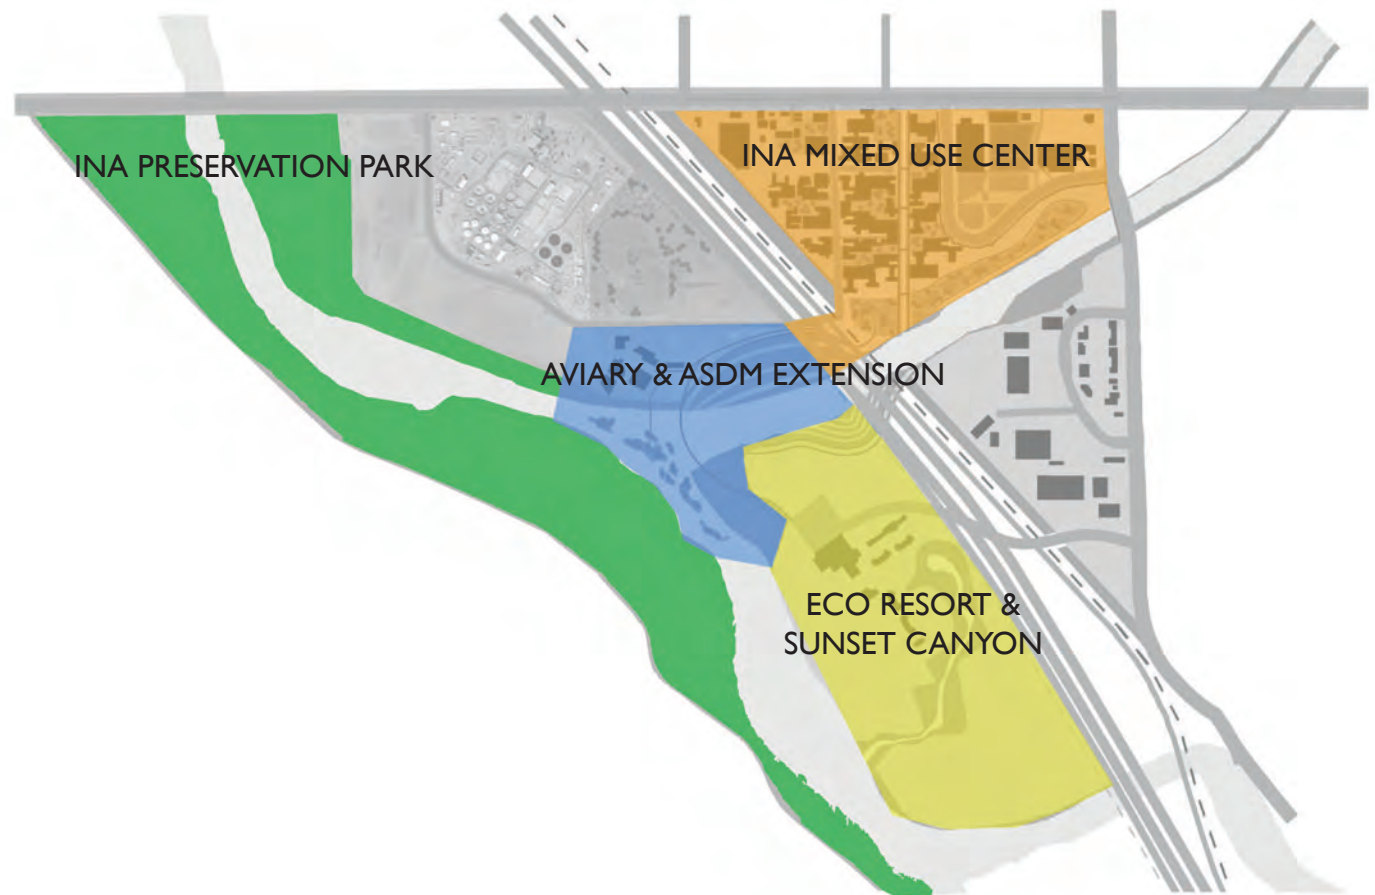 INA PRESERVATION PARK
INA MIXED USE CENTER
AVIARY & ASDM EXTENSION
ECO RESORT &
SUNSET CANYON